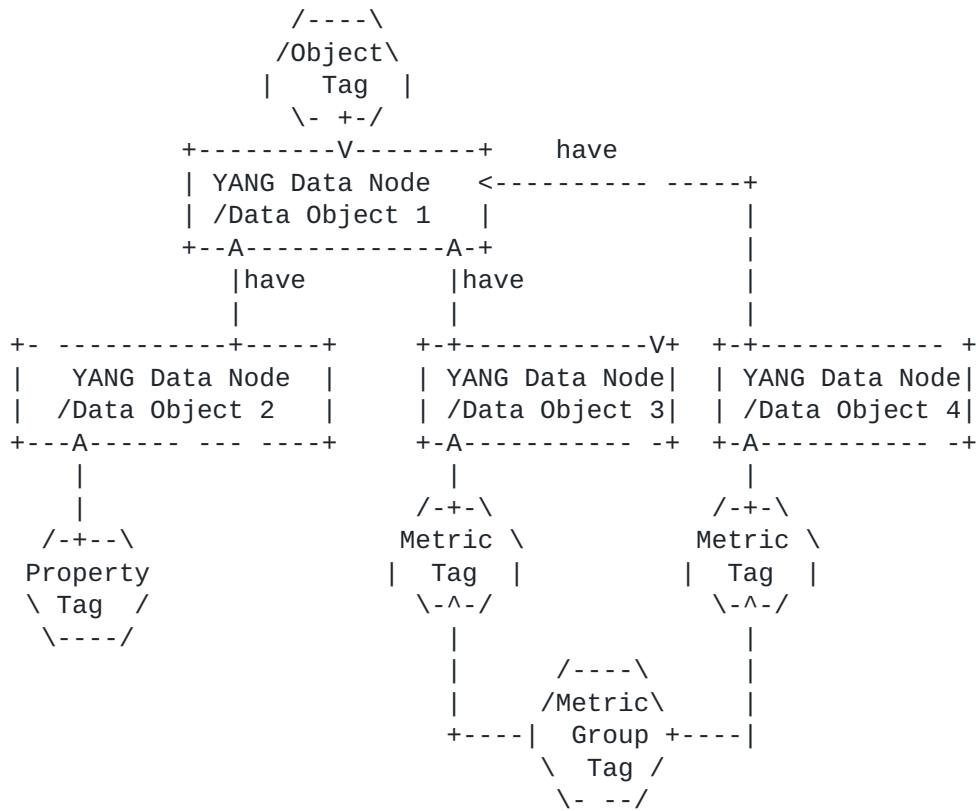 Object
Tag
have
YANG Data Node
/Data Object 1
have have
YANG Data Node YANG Data Node YANG Data Node
/Data Object 2 /Data Object 3 /Data Object 4
Metric Metric
Property Tag Tag
Tag
Metric
Group
Tag